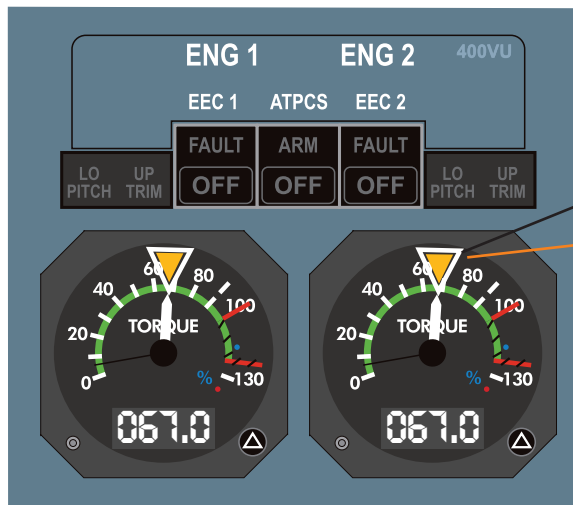 ENG 1 ENG 2 400VU
EEC 1 ATPCS EEC 2
FAULT ARM FAULT
LO PITCH UP TRIM OFF OFF OFF LO PITCH UP TRIM
60 80
40 100
20 TORQUE
0 % 130
067.0
60 80
40 100
20 TORQUE
0 % 130
067.0